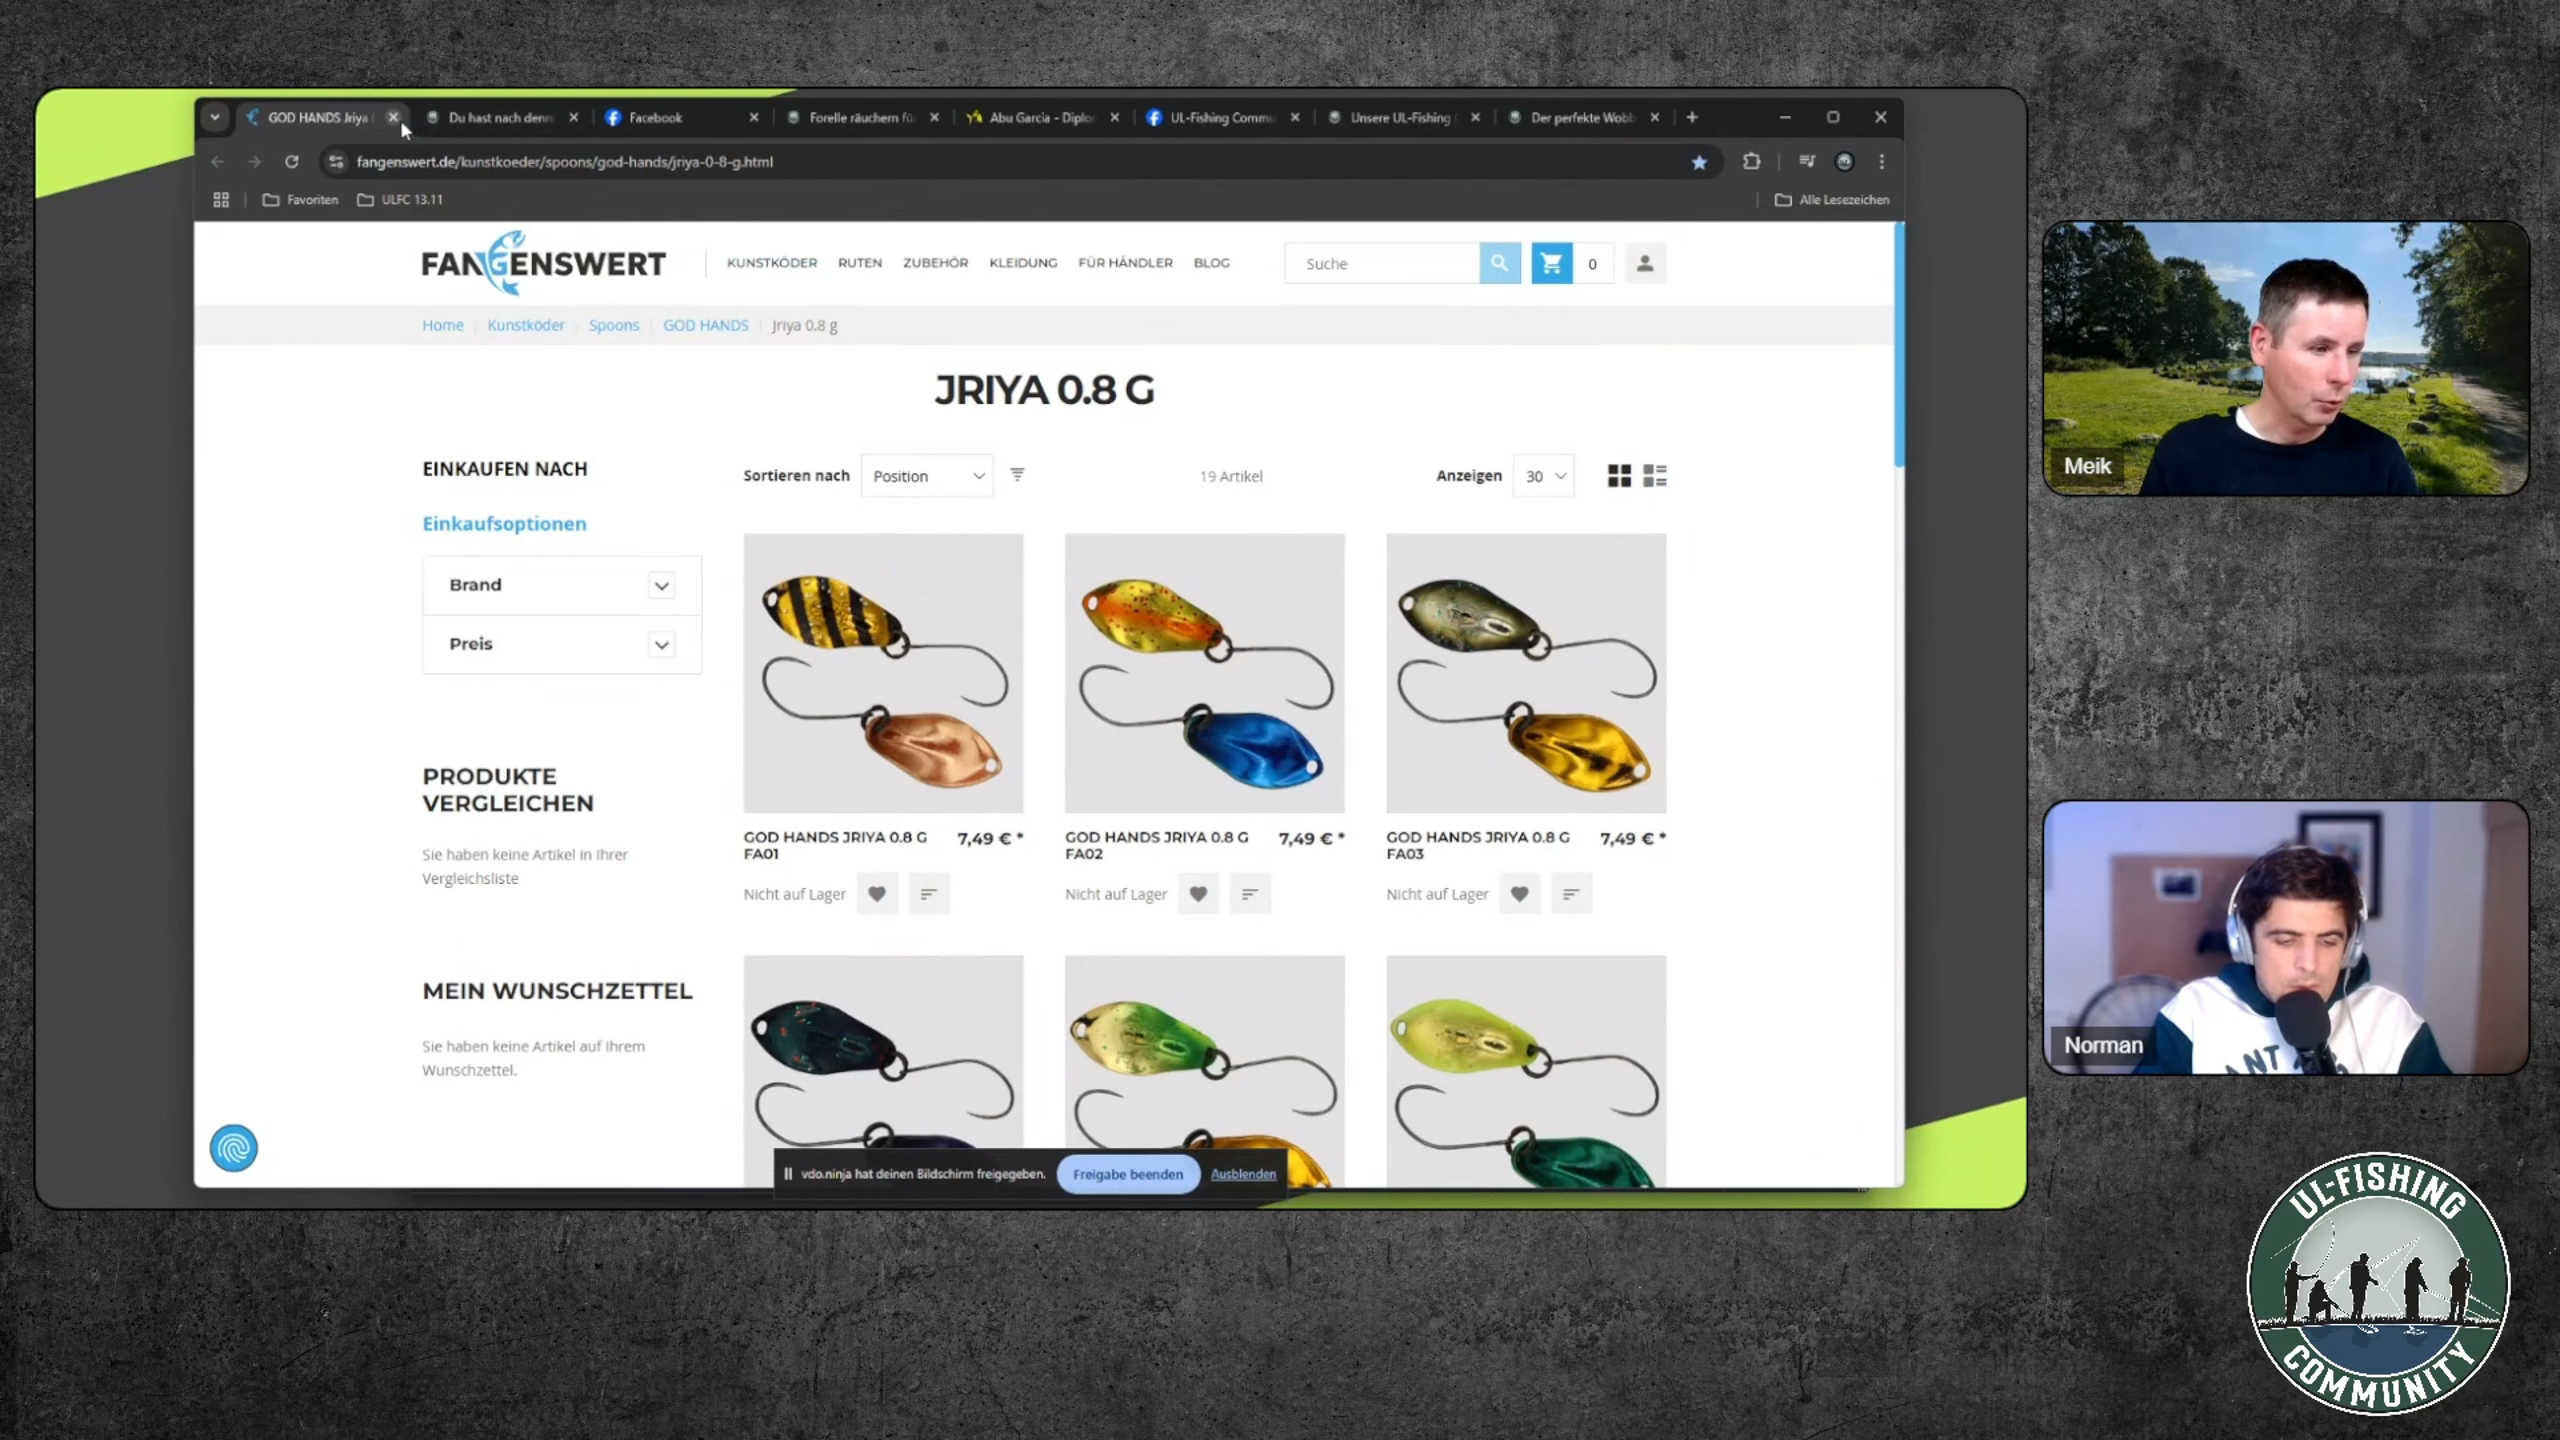 GOD HANDS Jriya
Du hast nach denn
Facebook
Forelle räuchern fü
Abu Garcia - Diplo
UL-Fishing Commu
Unsere UL-Fishing
Der perfekte Wobb
fangenswert.de/kunstkoeder/spoons/god-hands/jriya-0-8-g.html
Favoriten
ULFC 13.11
Alle Lesezeichen
FANGENSWERT
KUNSTKÖDER
RUTEN
ZUBEHÖR
KLEIDUNG
FÜR HÄNDLER
BLOG
Suche
0
Home
Kunstköder
Spoons
GOD HANDS
Jriya 0.8 g
JRIYA 0.8 G
EINKAUFEN NACH
Einkaufsoptionen
Brand
Preis
Sortieren nach
Position
19 Artikel
Anzeigen
30
GOD HANDS JRIYA 0.8 G
FA01
7,49 € *
Nicht auf Lager
GOD HANDS JRIYA 0.8 G
FA02
7,49 € *
Nicht auf Lager
GOD HANDS JRIYA 0.8 G
FA03
7,49 € *
Nicht auf Lager
PRODUKTE
VERGLEICHEN
Sie haben keine Artikel in Ihrer
Vergleichsliste
MEIN WUNSCHZETTEL
Sie haben keine Artikel auf Ihrem
Wunschzettel.
vdo.ninja hat deinen Bildschirm freigegeben.
Freigabe beenden
Ausblenden
Meik
Norman
UL-FISHING
COMMUNITY